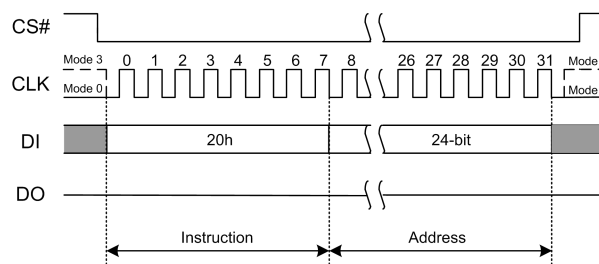 CS#
Mode 3 0 1 2 3 4 5 6 7 8 26 27 28 29 30 31 Mode
CLK
Mode 0 Mode
DI 20h 24-bit
DO
Instruction Address